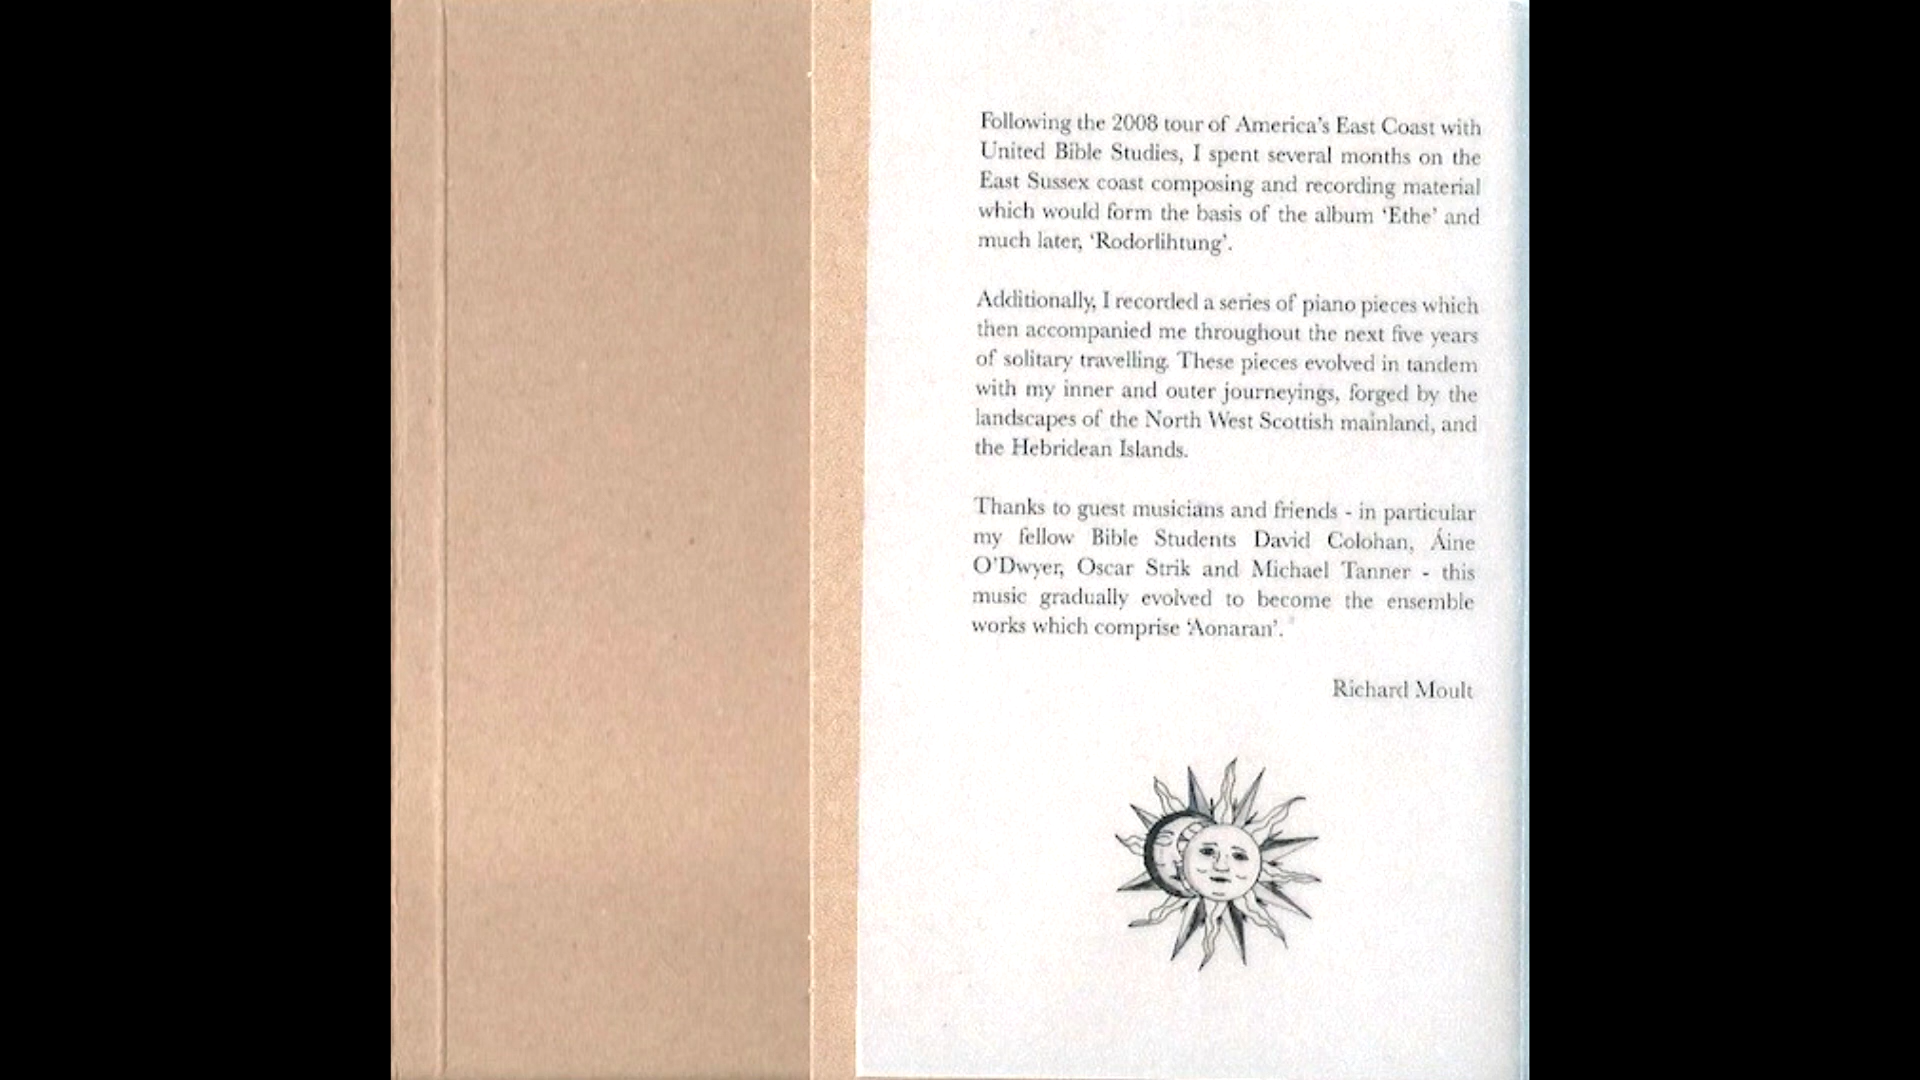 Following the 2008 tour of America's East Coast with
United Bible Studies, I spent several months on the
East Sussex coast composing and recording material
which would form the basis of the album 'Ethe' and
much later, 'Rodorlihtung'.
Additionally, I recorded a series of piano pieces which
then accompanied me throughout the next five years
of solitary travelling. These pieces evolved in tandem
with my inner and outer journeyings, forged by the
landscapes of the North West Scottish mainland, and
the Hebridean Islands.
Thanks to guest musicians and friends - in particular
my fellow Bible Students David Colohan, Áine
O'Dwyer, Oscar Strik and Michael Tanner - this
music gradually evolved to become the ensemble
works which comprise 'Aonaran'.
Richard Moult